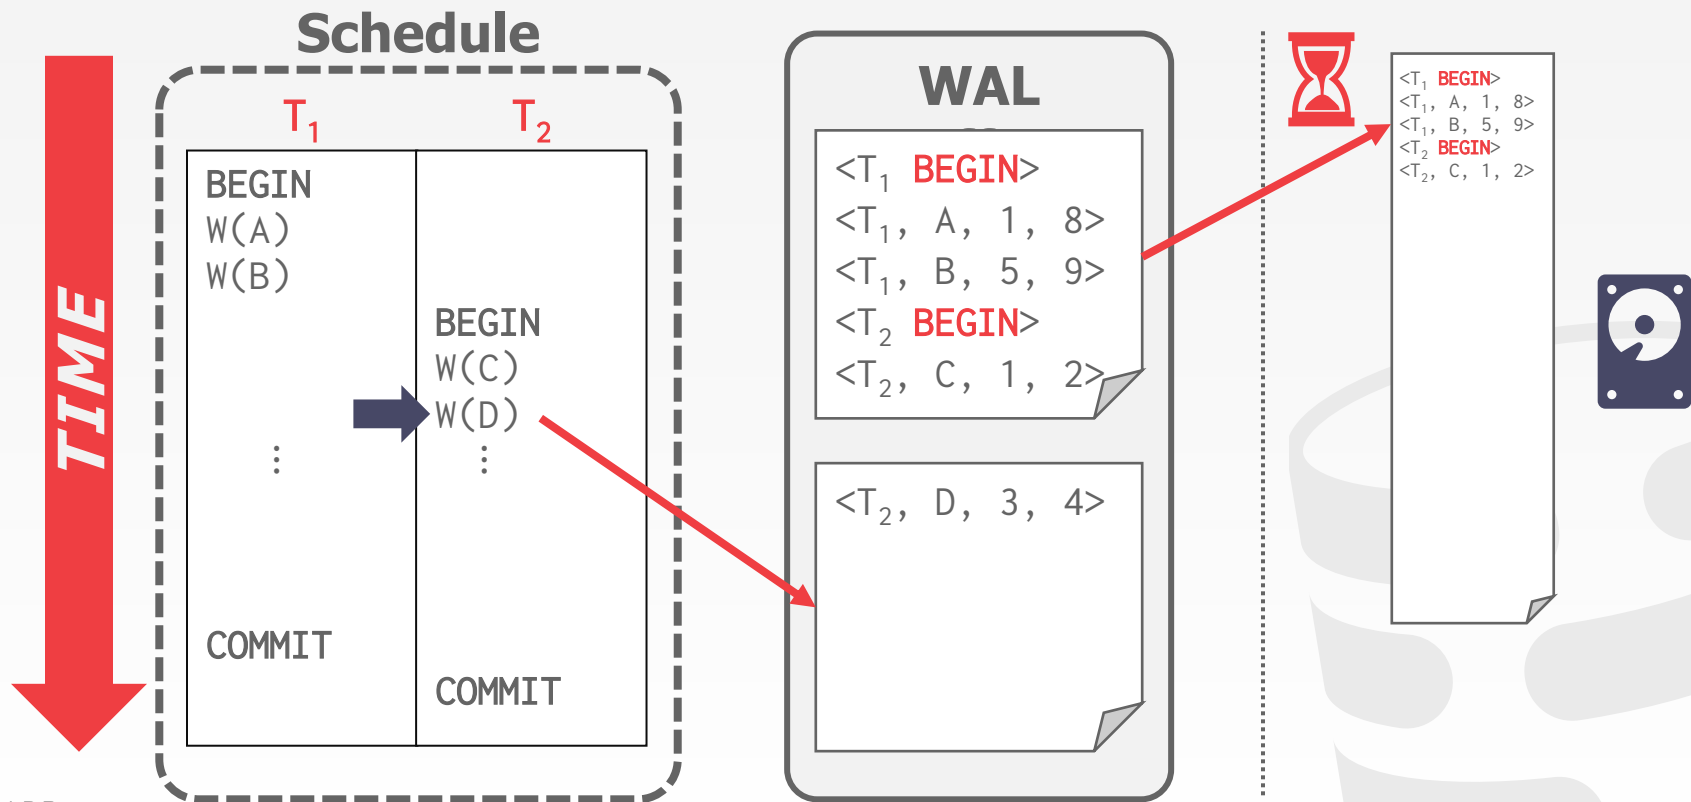 Schedule
TIME
T1 T2
BEGIN
W(A)
W(B)
BEGIN
W(C)
W(D)
⋮ ⋮
COMMIT
COMMIT
WAL
<T1 BEGIN>
<T1, A, 1, 8>
<T1, B, 5, 9>
<T2 BEGIN>
<T2, C, 1, 2>
<T2, D, 3, 4>
<T1 BEGIN>
<T1, A, 1, 8>
<T1, B, 5, 9>
<T2 BEGIN>
<T2, C, 1, 2>